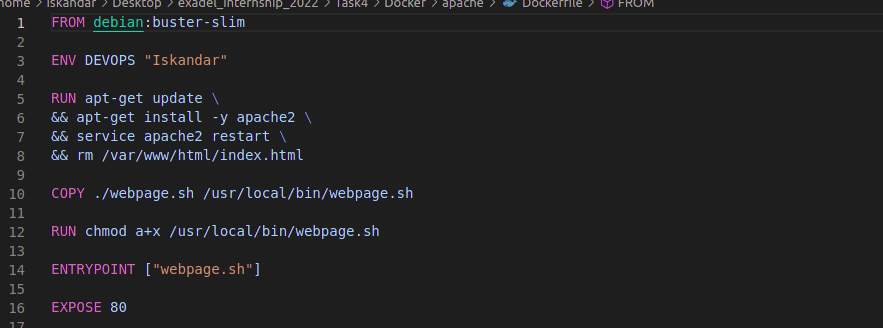 home > Iskandar > Desktop > exadel_internship_2022 > Task4 > Docker > apache > Dockerfile > FROM
1 FROM debian:buster-slim
2
3 ENV DEVOPS "Iskandar"
4
5 RUN apt-get update \
6 && apt-get install -y apache2 \
7 && service apache2 restart \
8 && rm /var/www/html/index.html
9
10 COPY ./webpage.sh /usr/local/bin/webpage.sh
11
12 RUN chmod a+x /usr/local/bin/webpage.sh
13
14 ENTRYPOINT ["webpage.sh"]
15
16 EXPOSE 80
17